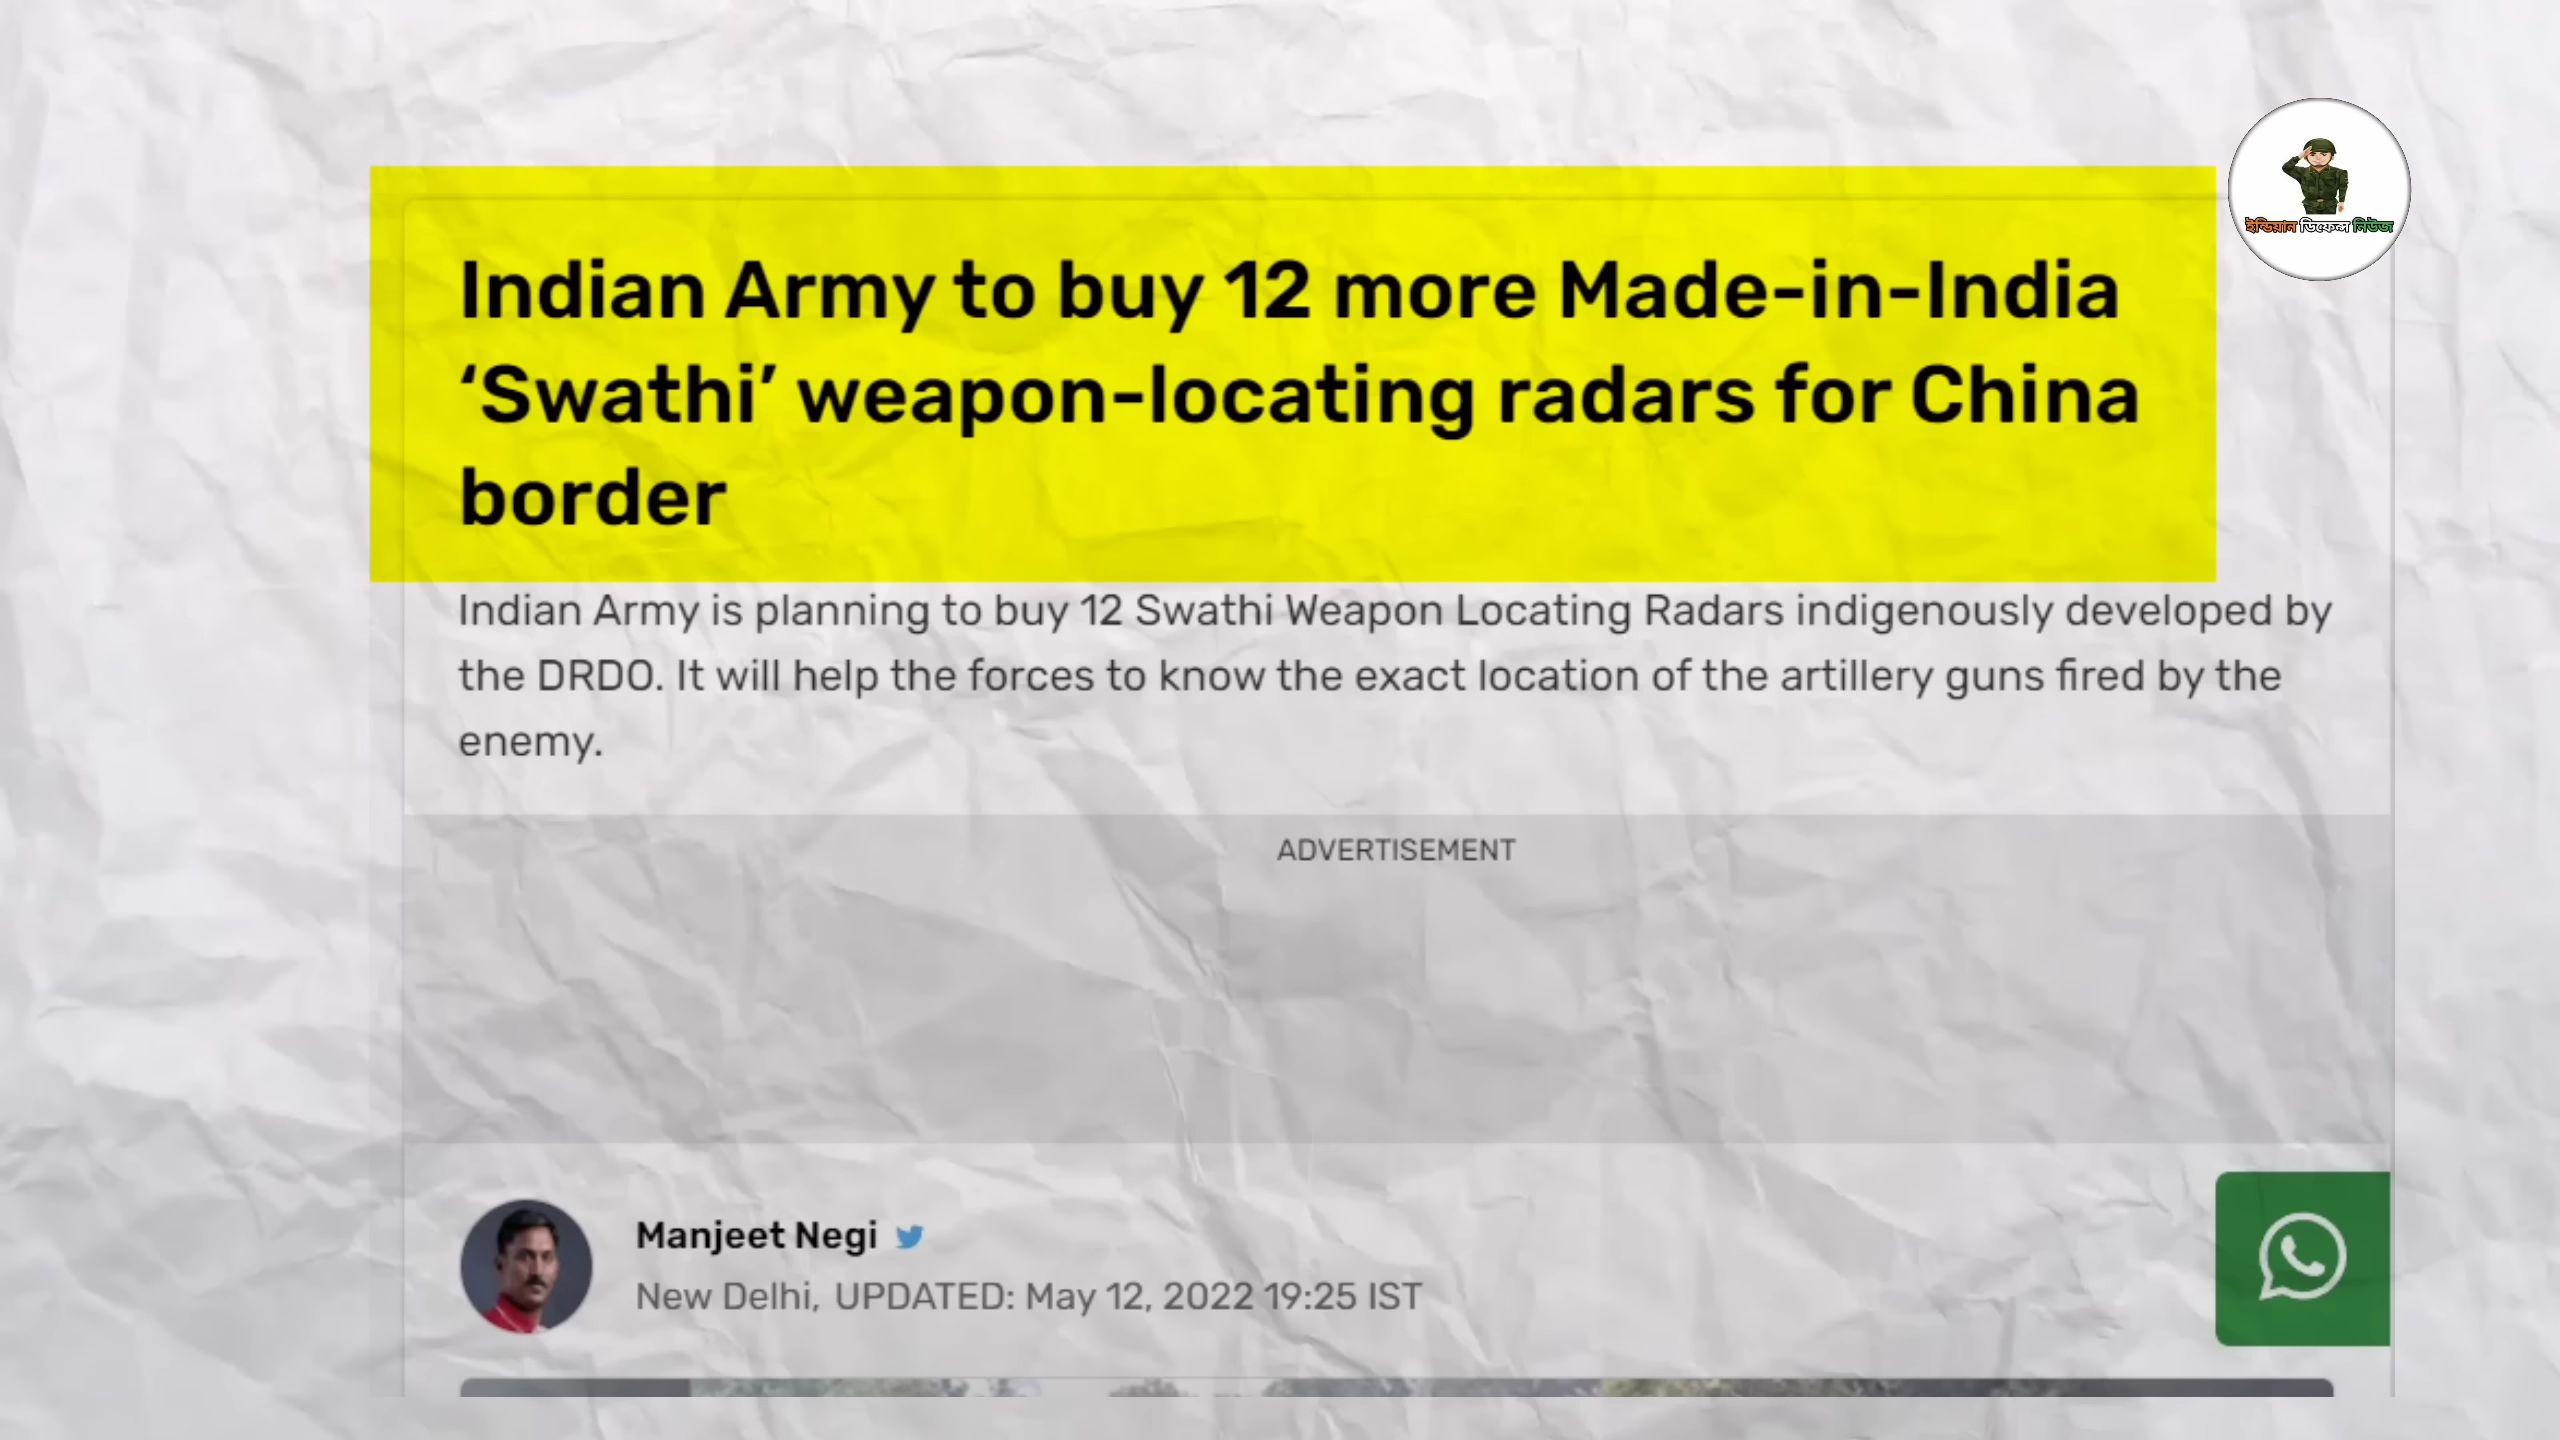 ইন্ডিয়ান ডিফেন্স নিউজ
Indian Army to buy 12 more Made-in-India
‘Swathi’ weapon-locating radars for China
border
Indian Army is planning to buy 12 Swathi Weapon Locating Radars indigenously developed by
the DRDO. It will help the forces to know the exact location of the artillery guns fired by the
enemy.
ADVERTISEMENT
Manjeet Negi
New Delhi, UPDATED: May 12, 2022 19:25 IST